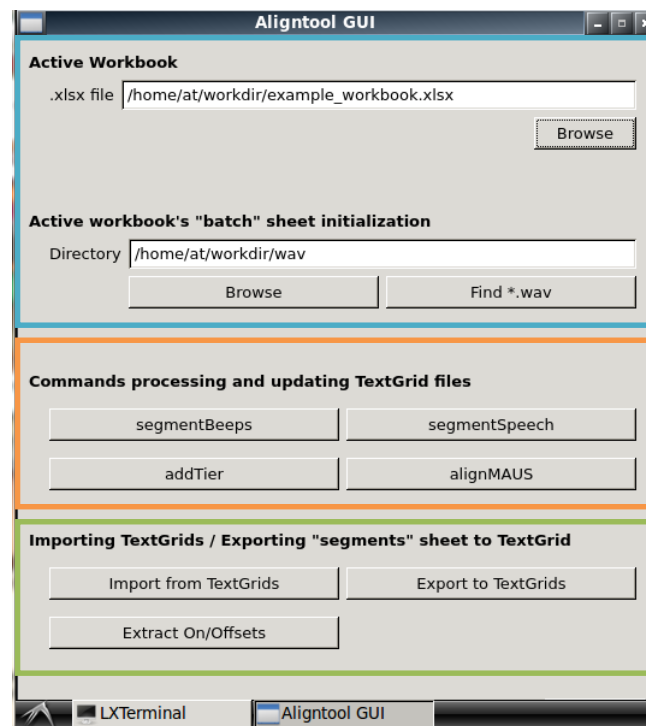 Aligntool GUI
Active Workbook
.xlsx file /home/at/workdir/example_workbook.xlsx
Browse
Active workbook's "batch" sheet initialization
Directory /home/at/workdir/wav
Browse Find *.wav
Commands processing and updating TextGrid files
segmentBeeps segmentSpeech
addTier alignMAUS
Importing TextGrids / Exporting "segments" sheet to TextGrid
Import from TextGrids Export to TextGrids
Extract On/Offsets
LXTerminal Aligntool GUI